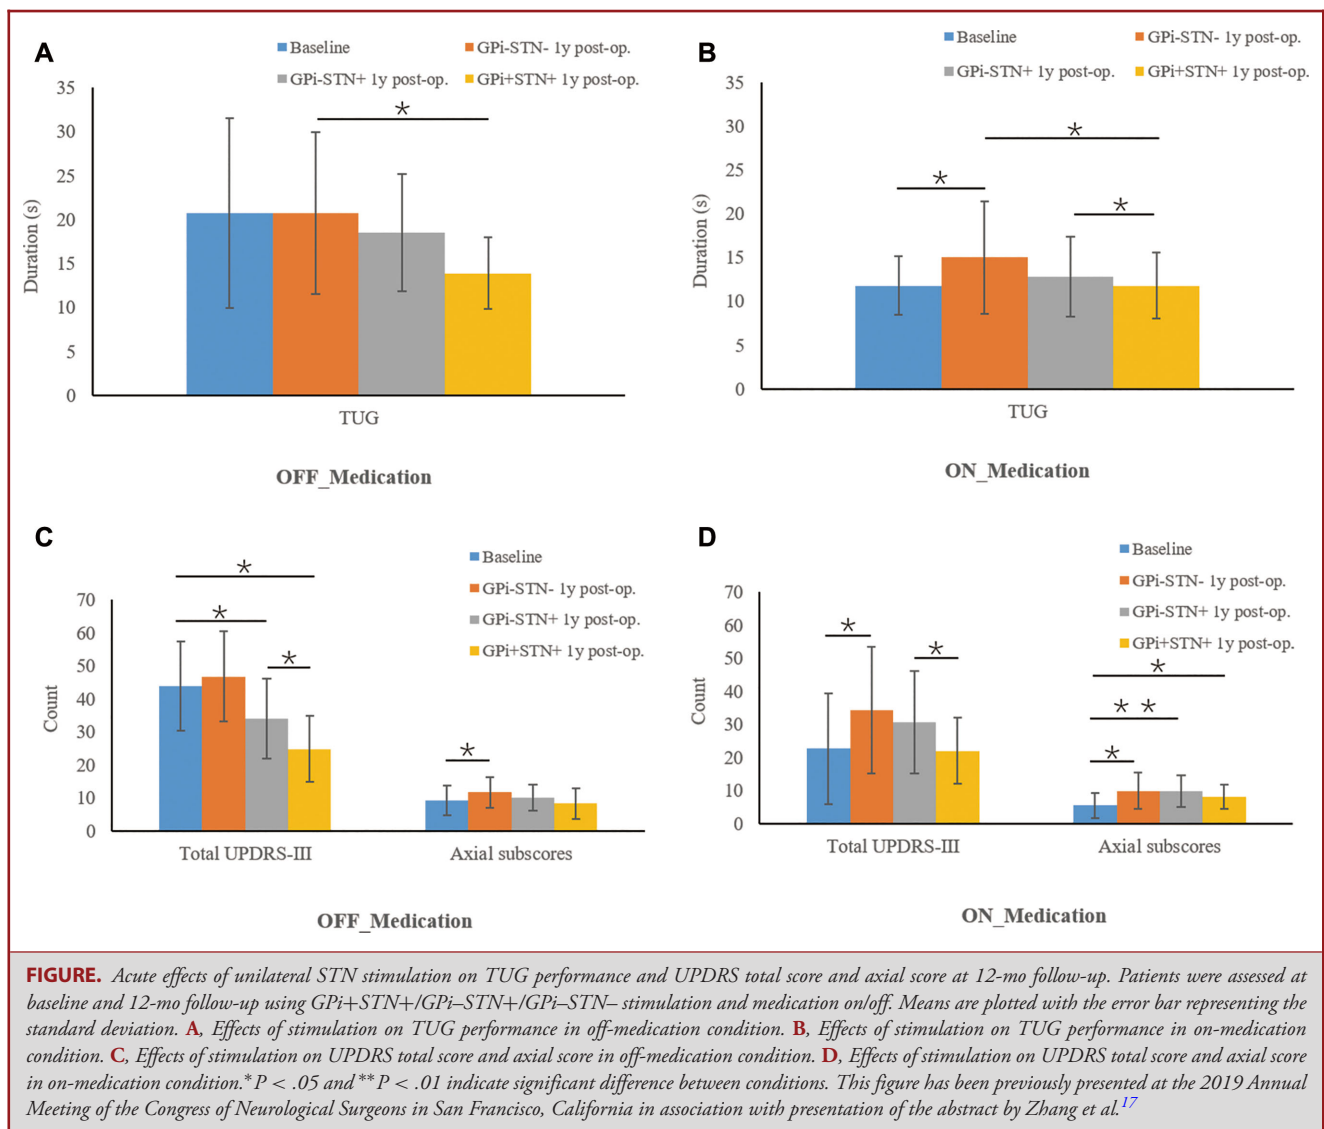 A
Baseline
GPi-STN- 1y post-op.
GPi-STN+ 1y post-op.
GPi+STN+ 1y post-op.
35
30
25
20
15
10
5
0
Duration (s)
*
TUG
OFF_Medication
B
Baseline
GPi-STN- 1y post-op.
GPi-STN+ 1y post-op.
GPi+STN+ 1y post-op.
35
30
25
20
15
10
5
0
Duration (s)
*
*
*
TUG
ON_Medication
C
Baseline
GPi-STN- 1y post-op.
GPi-STN+ 1y post-op.
GPi+STN+ 1y post-op.
70
60
50
40
30
20
10
0
Count
*
*
*
*
Total UPDRS-III Axial subscores
OFF_Medication
D
Baseline
GPi-STN- 1y post-op.
GPi-STN+ 1y post-op.
GPi+STN+ 1y post-op.
70
60
50
40
30
20
10
0
Count
*
*
*
* *
*
Total UPDRS-III Axial subscores
ON_Medication
FIGURE. Acute effects of unilateral STN stimulation on TUG performance and UPDRS total score and axial score at 12-mo follow-up. Patients were assessed at
baseline and 12-mo follow-up using GPi+STN+/GPi–STN+/GPi–STN– stimulation and medication on/off. Means are plotted with the error bar representing the
standard deviation. A, Effects of stimulation on TUG performance in off-medication condition. B, Effects of stimulation on TUG performance in on-medication
condition. C, Effects of stimulation on UPDRS total score and axial score in off-medication condition. D, Effects of stimulation on UPDRS total score and axial score
in on-medication condition.*P < .05 and **P < .01 indicate significant difference between conditions. This figure has been previously presented at the 2019 Annual
Meeting of the Congress of Neurological Surgeons in San Francisco, California in association with presentation of the abstract by Zhang et al.17